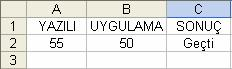 A B C
1 YAZILI UYGULAMA SONUÇ
2 55 50 Geçti
3